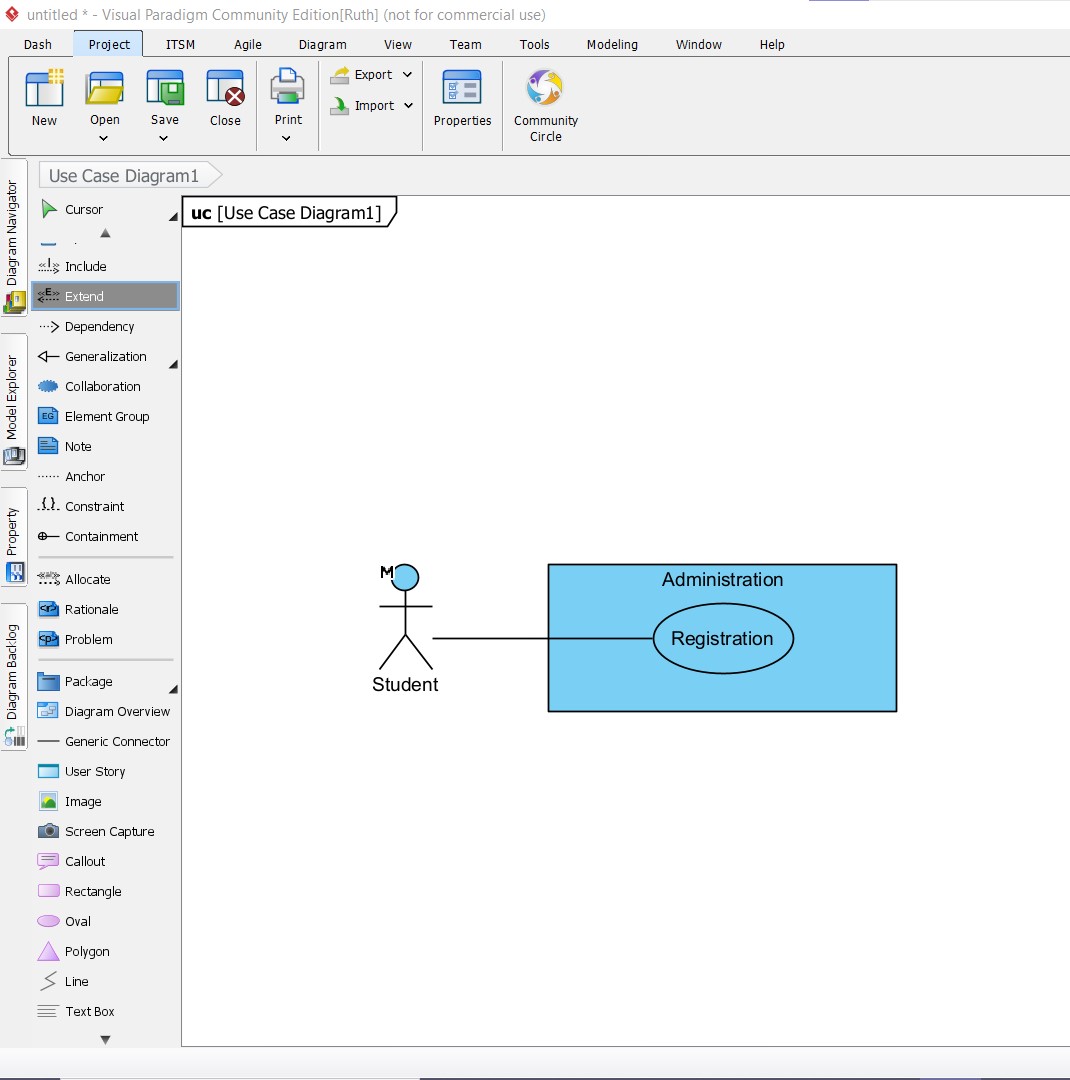 untitled * - Visual Paradigm Community Edition[Ruth] (not for commercial use)
Dash Project ITSM Agile Diagram View Team Tools Modeling Window Help
New Open Save Close Print Export Import Properties Community Circle
Use Case Diagram1
Diagram Navigator
Model Explorer
Property
Diagram Backlog
Cursor
Include
Extend
Dependency
Generalization
Collaboration
EG Element Group
Note
Anchor
Constraint
Containment
Allocate
Rationale
Problem
Package
Diagram Overview
Generic Connector
User Story
Image
Screen Capture
Callout
Rectangle
Oval
Polygon
Line
Text Box
uc [Use Case Diagram1]
M
Student
Administration
Registration